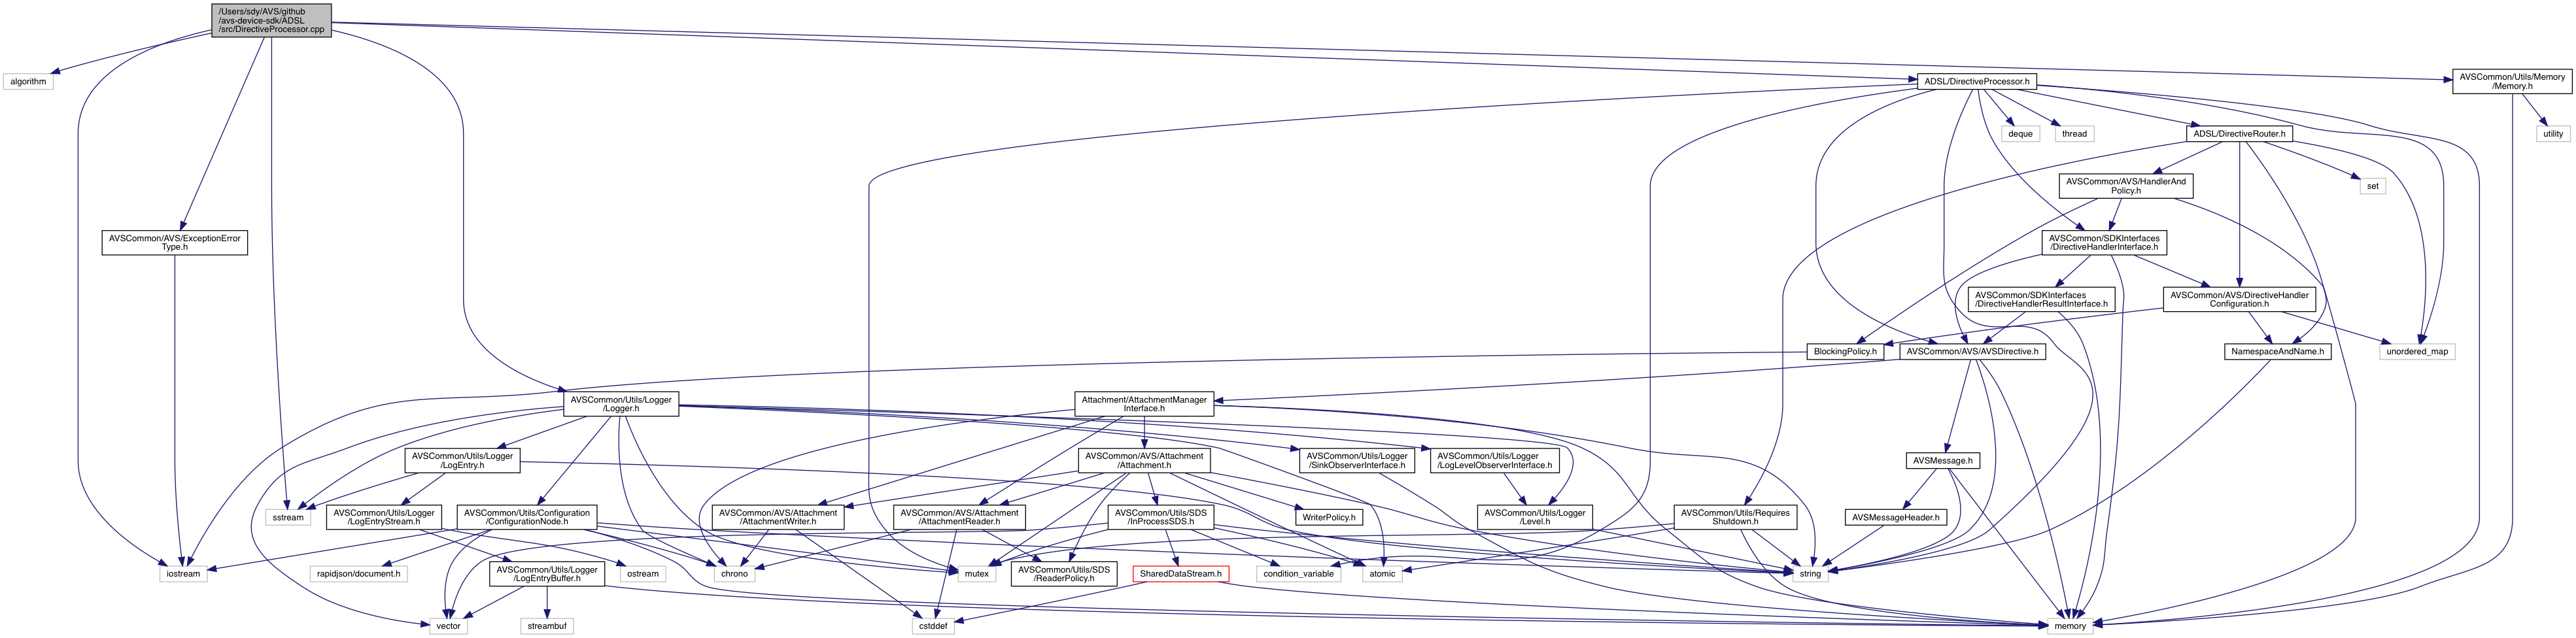 /Users/sdy/AVS/github
/avs-device-sdk/ADSL
/src/DirectiveProcessor.cpp
algorithm
ADSL/DirectiveProcessor.h
AVSCommon/Utils/Memory
/Memory.h
deque
thread
ADSL/DirectiveRouter.h
utility
AVSCommon/AVS/HandlerAnd
Policy.h
set
AVSCommon/AVS/ExceptionError
Type.h
AVSCommon/SDKInterfaces
/DirectiveHandlerInterface.h
AVSCommon/SDKInterfaces
/DirectiveHandlerResultInterface.h
AVSCommon/AVS/DirectiveHandler
Configuration.h
BlockingPolicy.h
AVSCommon/AVS/AVSDirective.h
NamespaceAndName.h
unordered_map
AVSCommon/Utils/Logger
/Logger.h
Attachment/AttachmentManager
Interface.h
AVSCommon/Utils/Logger
/LogEntry.h
AVSCommon/AVS/Attachment
/Attachment.h
AVSCommon/Utils/Logger
/SinkObserverInterface.h
AVSCommon/Utils/Logger
/LogLevelObserverInterface.h
AVSMessage.h
sstream
AVSCommon/Utils/Logger
/LogEntryStream.h
AVSCommon/Utils/Configuration
/ConfigurationNode.h
AVSCommon/AVS/Attachment
/AttachmentWriter.h
AVSCommon/AVS/Attachment
/AttachmentReader.h
AVSCommon/Utils/SDS
/InProcessSDS.h
WriterPolicy.h
AVSCommon/Utils/Logger
/Level.h
AVSCommon/Utils/Requires
Shutdown.h
AVSMessageHeader.h
iostream
rapidjson/document.h
AVSCommon/Utils/Logger
/LogEntryBuffer.h
ostream
chrono
mutex
AVSCommon/Utils/SDS
/ReaderPolicy.h
SharedDataStream.h
condition_variable
atomic
string
vector
streambuf
cstddef
memory